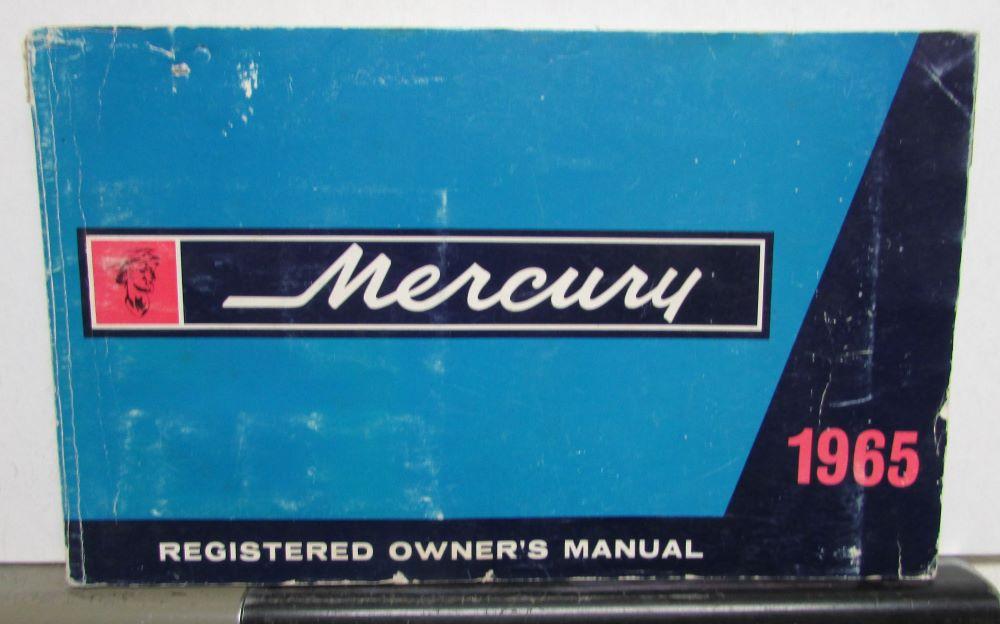 Mercury
1965
REGISTERED OWNER'S MANUAL